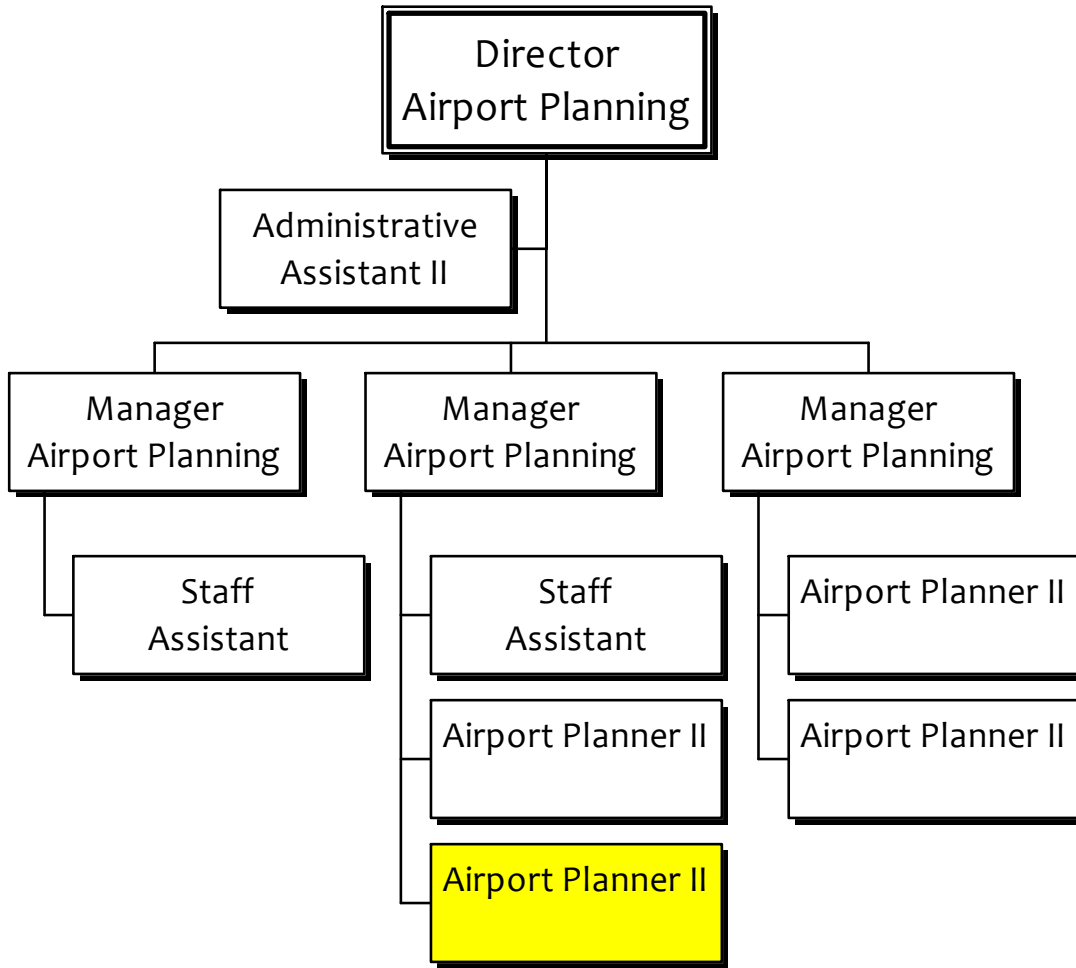 Director
Airport Planning
Administrative
Assistant II
Manager
Airport Planning
Manager
Airport Planning
Manager
Airport Planning
Staff
Assistant
Staff
Assistant
Airport Planner II
Airport Planner II
Airport Planner II
Airport Planner II